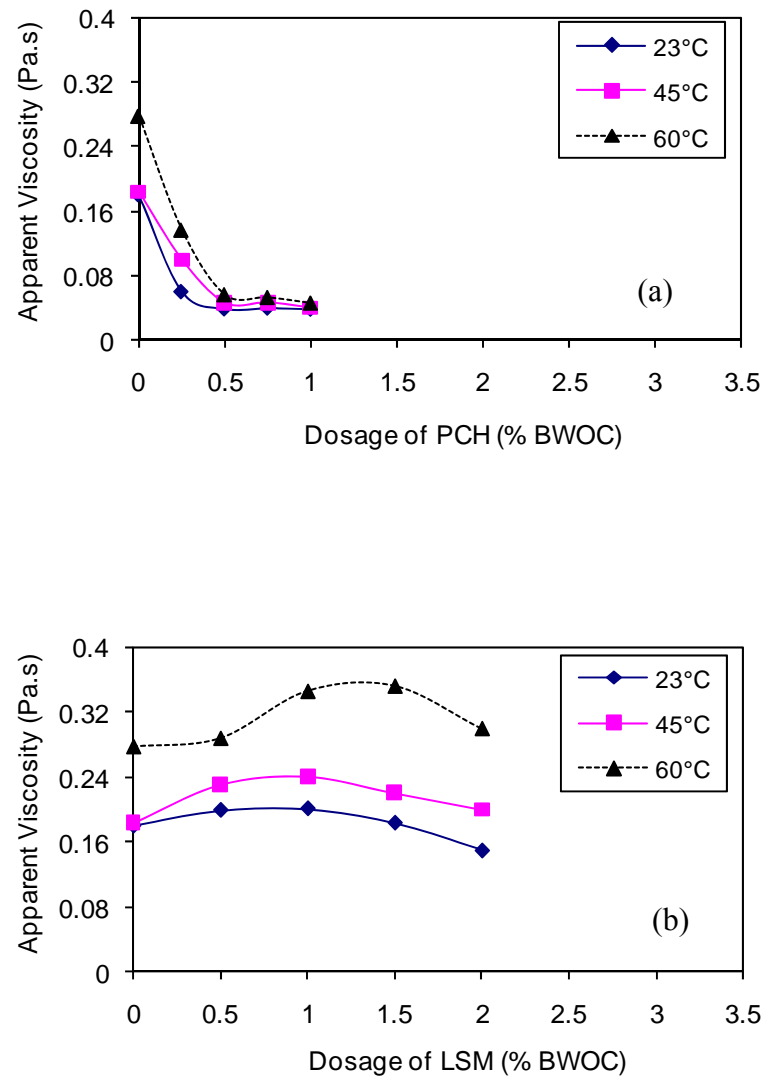 0.4
0.32
0.24
0.16
0.08
0
Apparent Viscosity (Pa.s)
23°C
45°C
60°C
(a)
0 0.5 1 1.5 2 2.5 3 3.5
Dosage of PCH (% BWOC)
0.4
0.32
0.24
0.16
0.08
0
Apparent Viscosity (Pa.s)
23°C
45°C
60°C
(b)
0 0.5 1 1.5 2 2.5 3 3.5
Dosage of LSM (% BWOC)